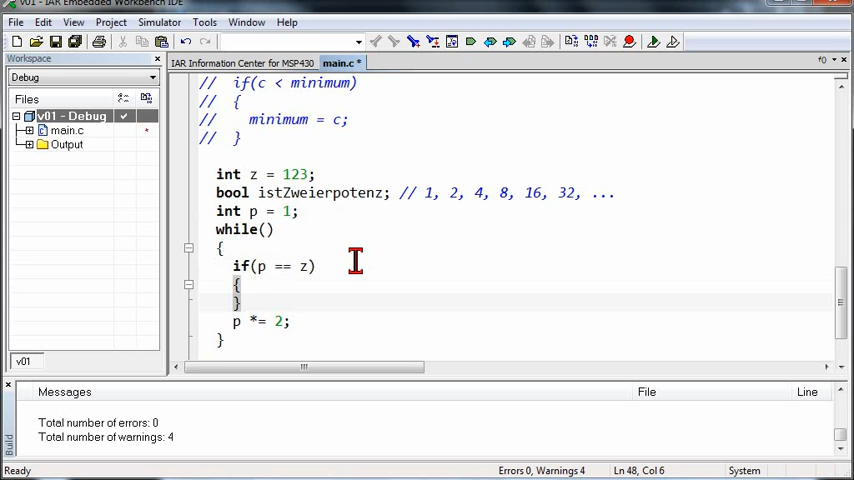 v01 - IAR Embedded Workbench IDE
File Edit View Project Simulator Tools Window Help
Workspace
Debug
Files
v01 - Debug
main.c
Output
v01
IAR Information Center for MSP430 main.c *
f0
// if(c < minimum)
// {
// minimum = c;
// }
int z = 123;
bool istZweierpotenz; // 1, 2, 4, 8, 16, 32, ...
int p = 1;
while()
{
if(p == z)
{
}
p *= 2;
}
Messages File Line
Total number of errors: 0
Total number of warnings: 4
Build
Ready Errors 0, Warnings 4 Ln 48, Col 6 System